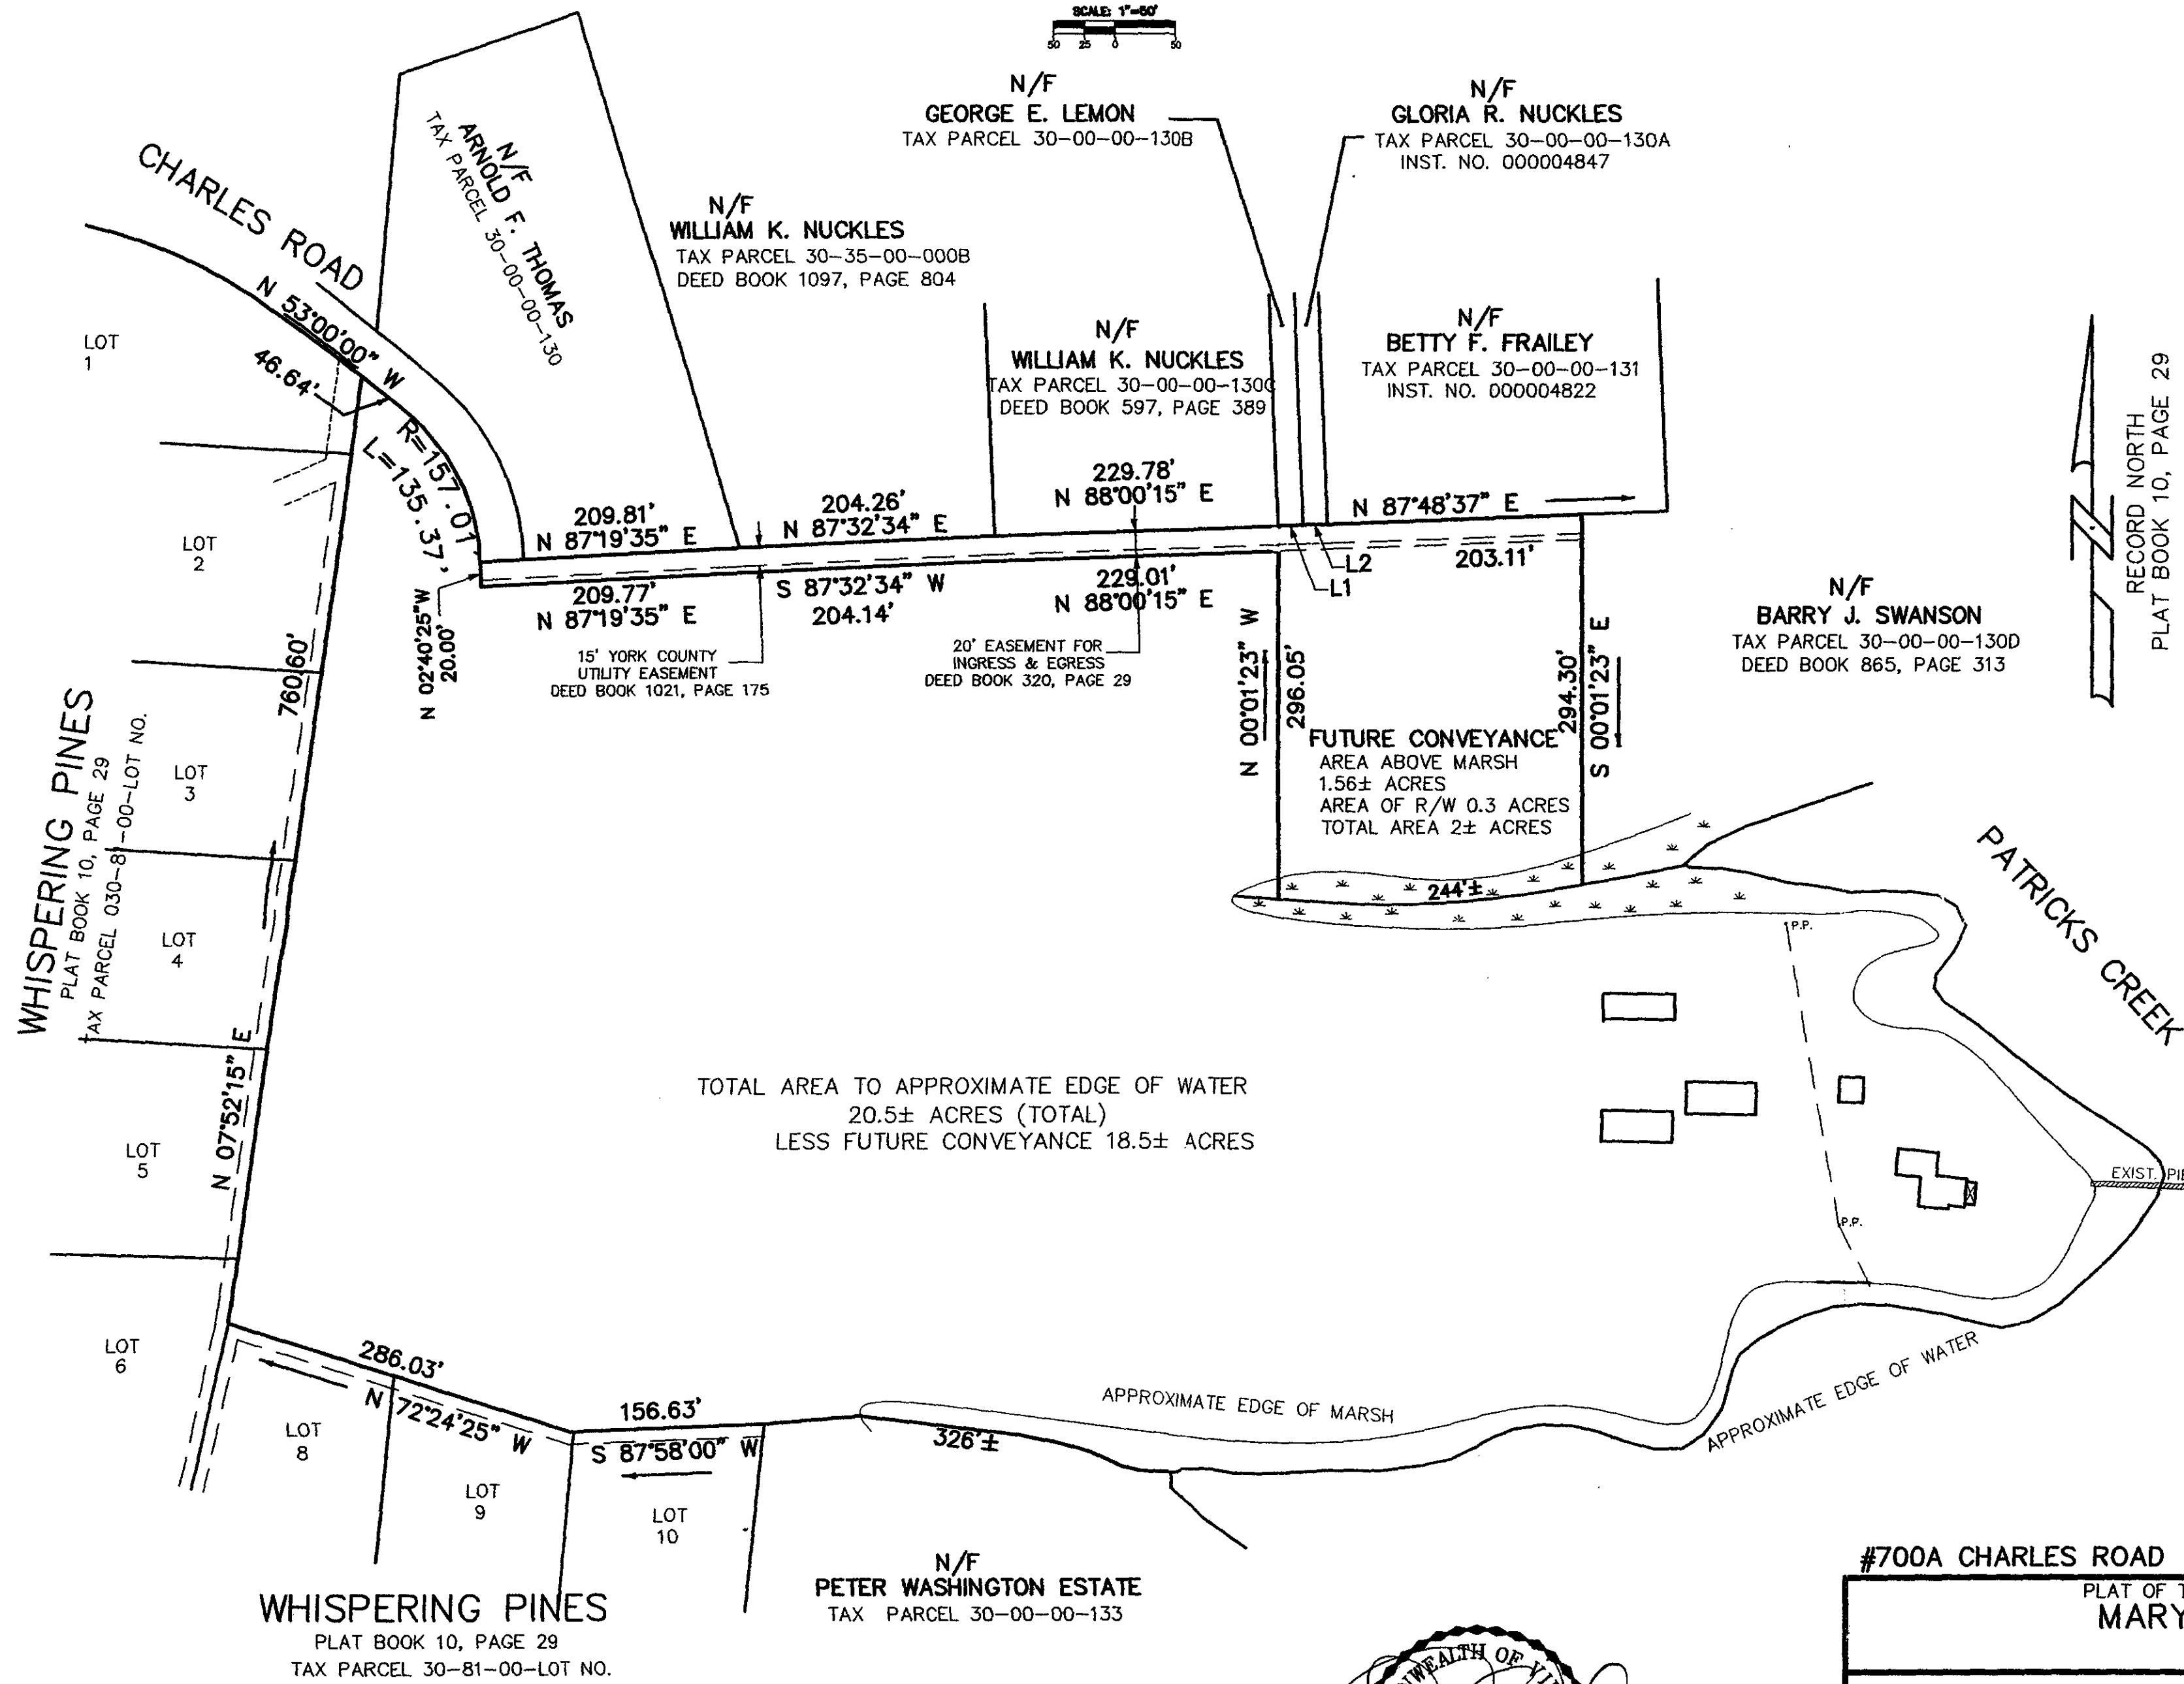 SCALE: 1"=50'
50 25 0 50
N/F
GEORGE E. LEMON
TAX PARCEL 30-00-00-130B
N/F
GLORIA R. NUCKLES
TAX PARCEL 30-00-00-130A
INST. NO. 000004847
N/F
ARNOLD F. THOMAS
TAX PARCEL 30-00-00-130
CHARLES ROAD
N/F
WILLIAM K. NUCKLES
TAX PARCEL 30-35-00-000B
DEED BOOK 1097, PAGE 804
N/F
WILLIAM K. NUCKLES
TAX PARCEL 30-00-00-130C
DEED BOOK 597, PAGE 389
N/F
BETTY F. FRAILEY
TAX PARCEL 30-00-00-131
INST. NO. 000004822
RECORD NORTH
PLAT BOOK 10, PAGE 29
N 53°00'00" W
46.64'
R=157.01'
L=135.37'
LOT
1
LOT
2
209.81'
N 87°19'35" E
204.26'
N 87°32'34" E
229.78'
N 88°00'15" E
N 87°48'37" E
209.77'
N 87°19'35" E
S 87°32'34" W
204.14'
229.01'
N 88°00'15" E
L2
L1
203.11'
N 02°40'25"W
20.00'
15' YORK COUNTY
UTILITY EASEMENT
DEED BOOK 1021, PAGE 175
20' EASEMENT FOR
INGRESS & EGRESS
DEED BOOK 320, PAGE 29
N 00°01'23" W
296.05'
294.30'
S 00°01'23" E
N/F
BARRY J. SWANSON
TAX PARCEL 30-00-00-130D
DEED BOOK 865, PAGE 313
FUTURE CONVEYANCE
AREA ABOVE MARSH
1.56± ACRES
AREA OF R/W 0.3 ACRES
TOTAL AREA 2± ACRES
244'±
PATRICKS CREEK
760.60'
N 07°52'15" E
WHISPERING PINES
PLAT BOOK 10, PAGE 29
TAX PARCEL 030-81-00-LOT NO.
LOT
3
LOT
4
LOT
5
LOT
6
P.P.
P.P.
TOTAL AREA TO APPROXIMATE EDGE OF WATER
20.5± ACRES (TOTAL)
LESS FUTURE CONVEYANCE 18.5± ACRES
EXIST. PIE
286.03'
N 72°24'25" W
156.63'
S 87°58'00" W
326'±
APPROXIMATE EDGE OF MARSH
APPROXIMATE EDGE OF WATER
LOT
8
LOT
9
LOT
10
N/F
PETER WASHINGTON ESTATE
TAX PARCEL 30-00-00-133
WHISPERING PINES
PLAT BOOK 10, PAGE 29
TAX PARCEL 30-81-00-LOT NO.
#700A CHARLES ROAD
PLAT OF T
MARY
WEALTH OF VI